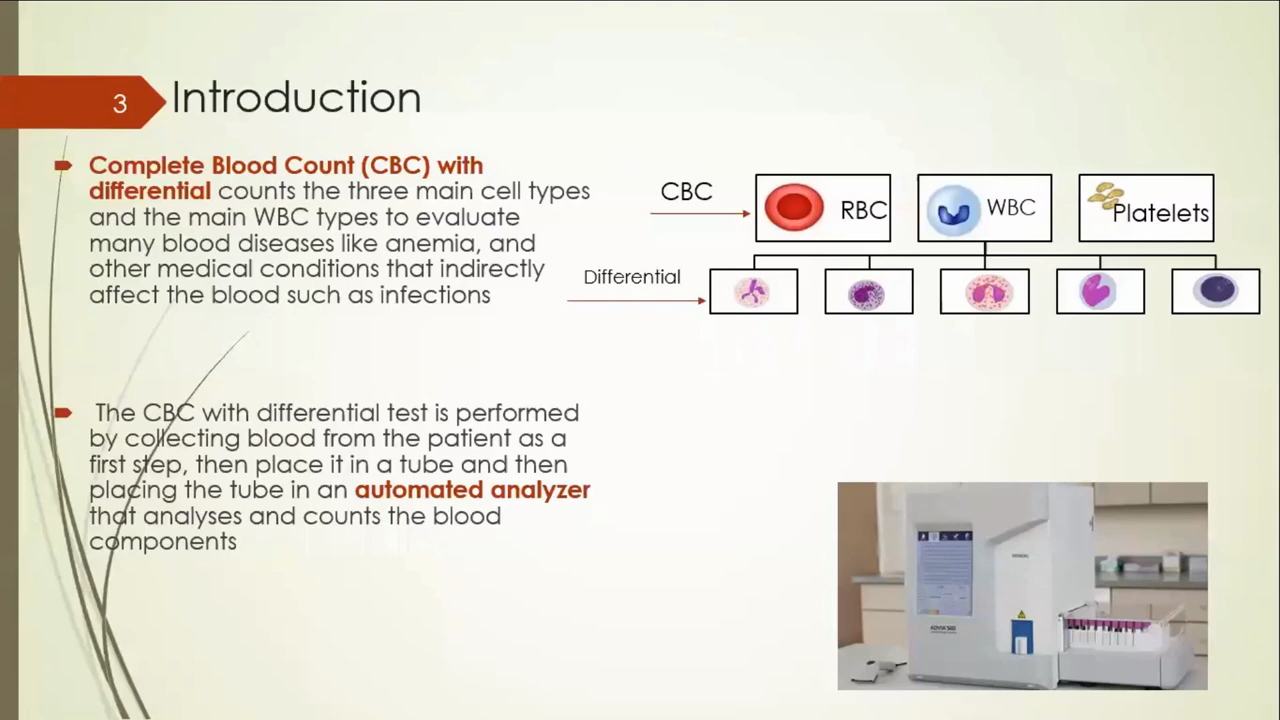 3
Introduction
Complete Blood Count (CBC) with
differential counts the three main cell types
and the main WBC types to evaluate
many blood diseases like anemia, and
other medical conditions that indirectly
affect the blood such as infections
CBC
RBC
WBC
Platelets
Differential
The CBC with differential test is performed
by collecting blood from the patient as a
first step, then place it in a tube and then
placing the tube in an automated analyzer
that analyses and counts the blood
components
SIEMENS